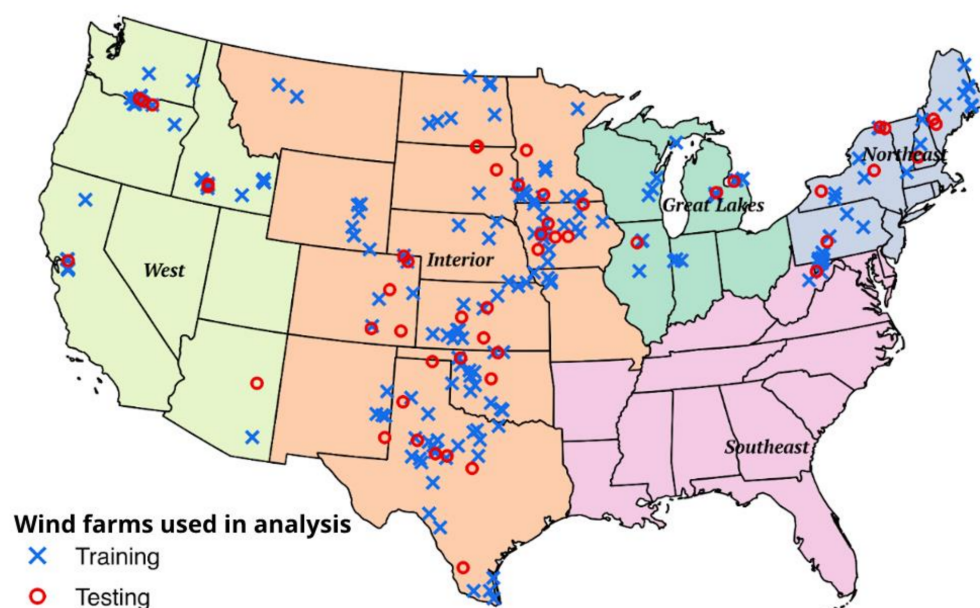 Northeast
Great Lakes
West
Interior
Southeast
Wind farms used in analysis
Training
Testing